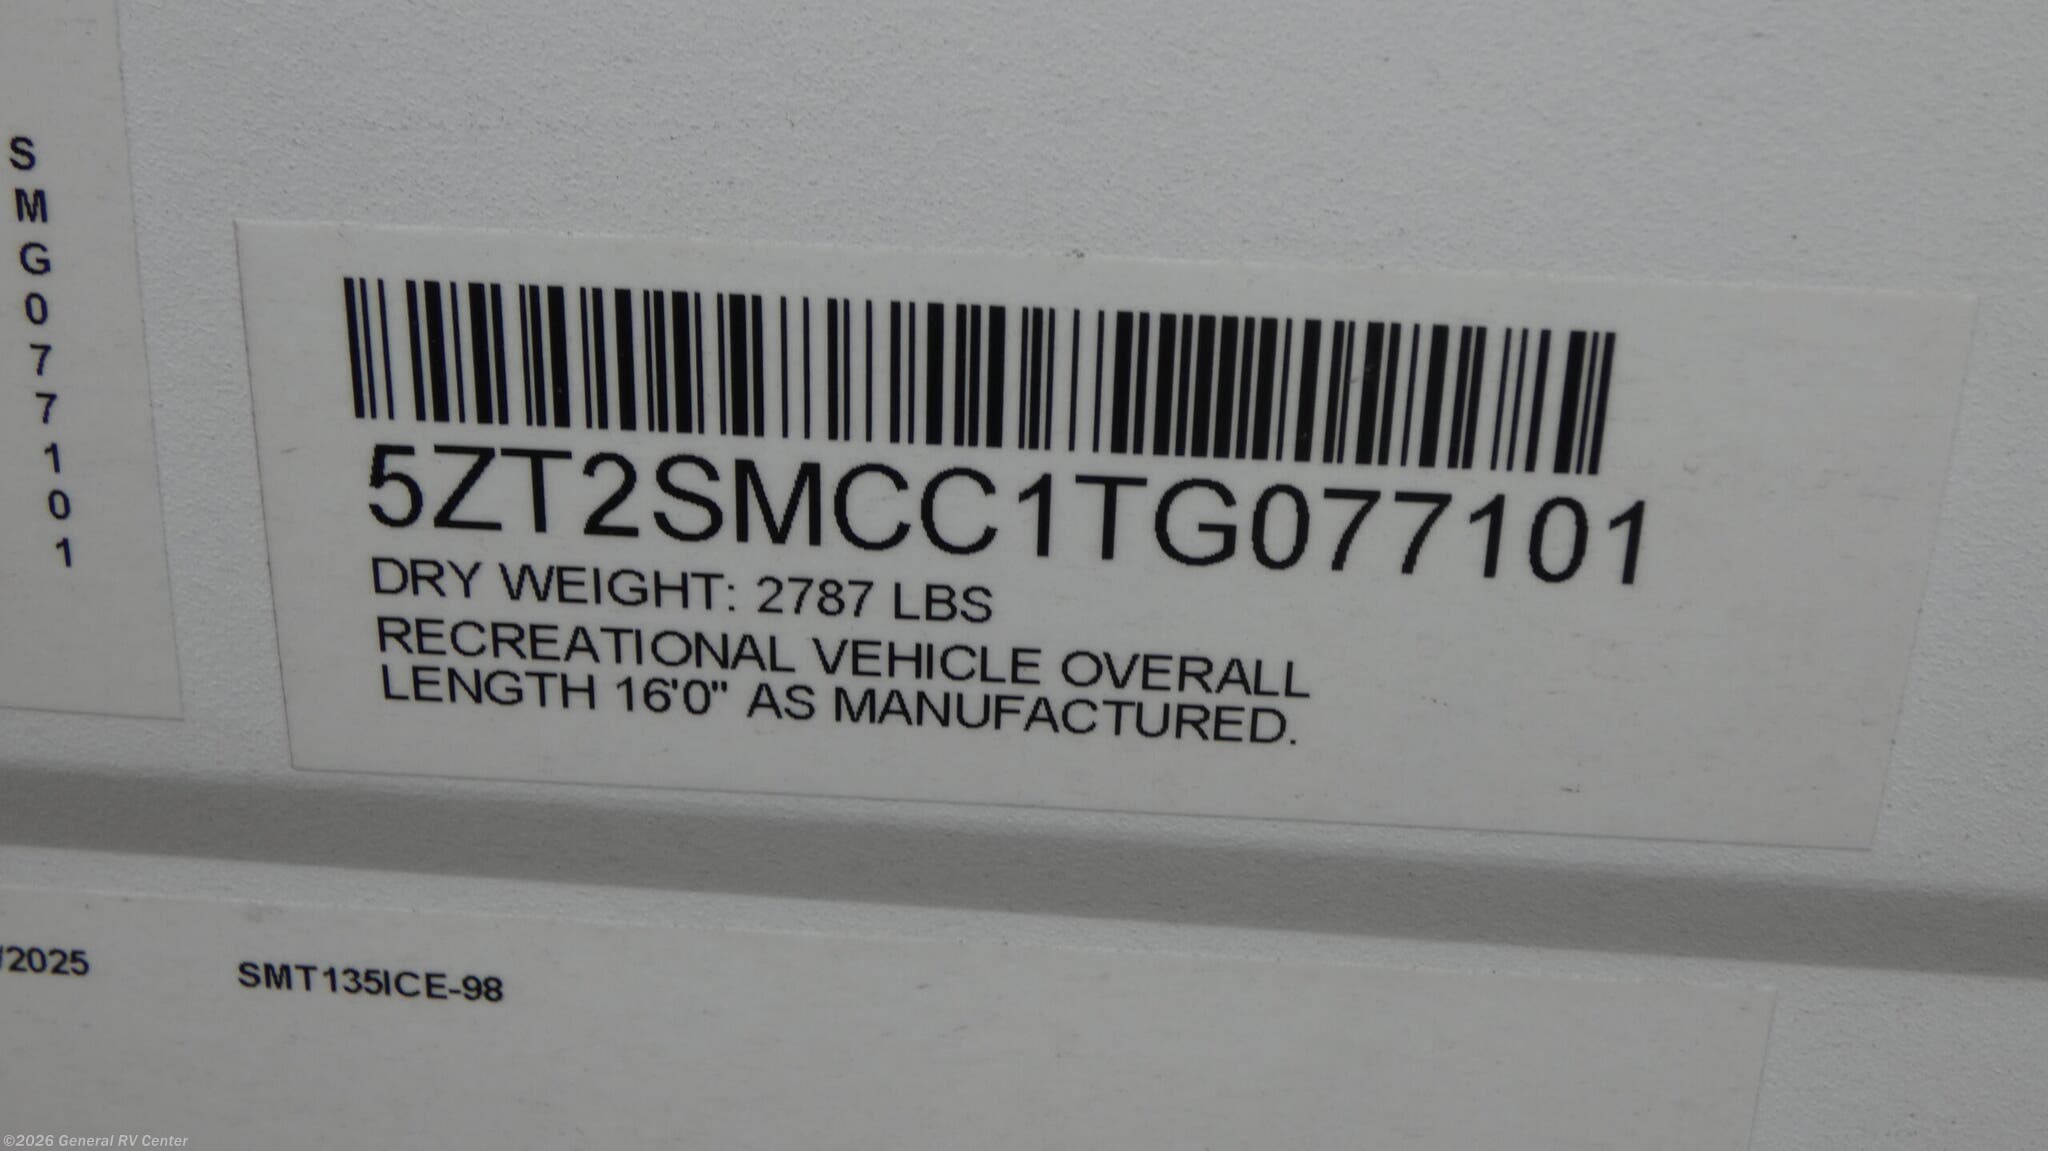 S
M
G
0
7
7
1
0
1
5ZT2SMCC1TG077101
DRY WEIGHT: 2787 LBS
RECREATIONAL VEHICLE OVERALL
LENGTH 16'0" AS MANUFACTURED.
/2025
SMT135ICE-98
©2026 General RV Center